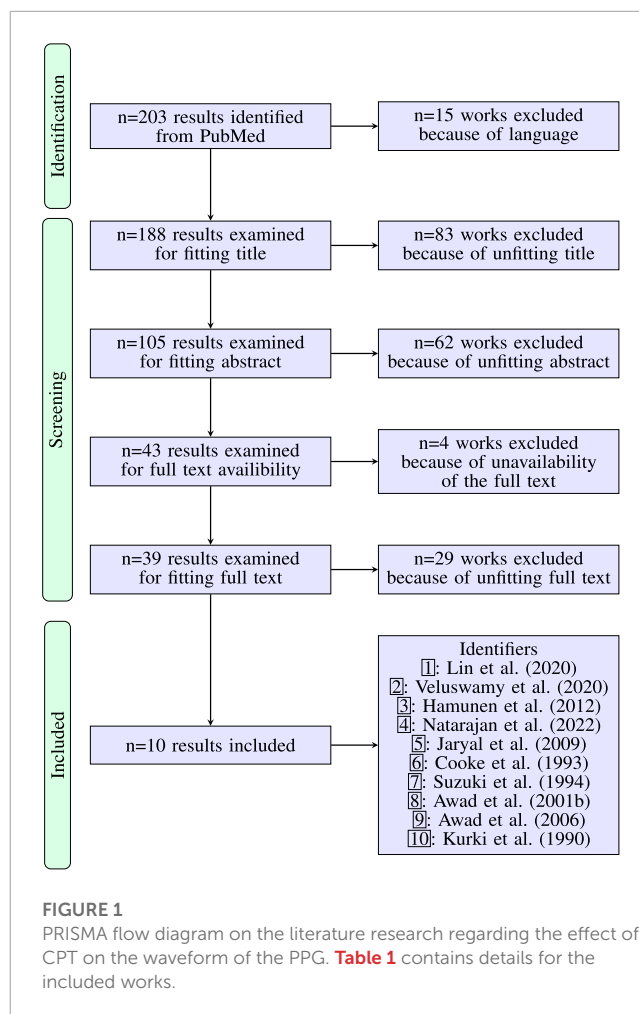 Identification
n=203 results identified
from PubMed
n=15 works excluded
because of language
Screening
n=188 results examined
for fitting title
n=83 works excluded
because of unfitting title
n=105 results examined
for fitting abstract
n=62 works excluded
because of unfitting abstract
n=43 results examined
for full text availibility
n=4 works excluded
because of unavailability
of the full text
n=39 results examined
for fitting full text
n=29 works excluded
because of unfitting full text
Included
n=10 results included
Identifiers
1: Lin et al. (2020)
2: Veluswamy et al. (2020)
3: Hamunen et al. (2012)
4: Natarajan et al. (2022)
5: Jaryal et al. (2009)
6: Cooke et al. (1993)
7: Suzuki et al. (1994)
8: Awad et al. (2001b)
9: Awad et al. (2006)
10: Kurki et al. (1990)
FIGURE 1
PRISMA flow diagram on the literature research regarding the effect of
CPT on the waveform of the PPG. Table 1 contains details for the
included works.